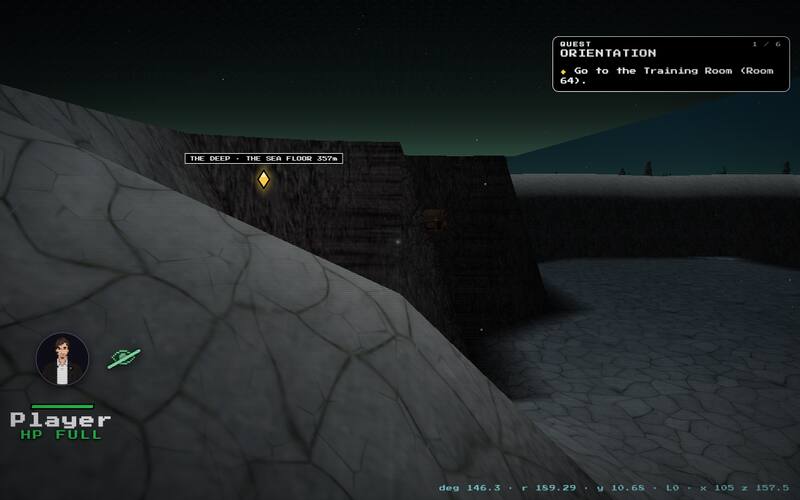 QUEST 1 / 6
ORIENTATION
Go to the Training Room (Room
64).
THE DEEP · THE SEA FLOOR 357m
Player
HP FULL
deg 146.3 · r 189.29 · y 10.68 · L0 · x 105 z 157.5